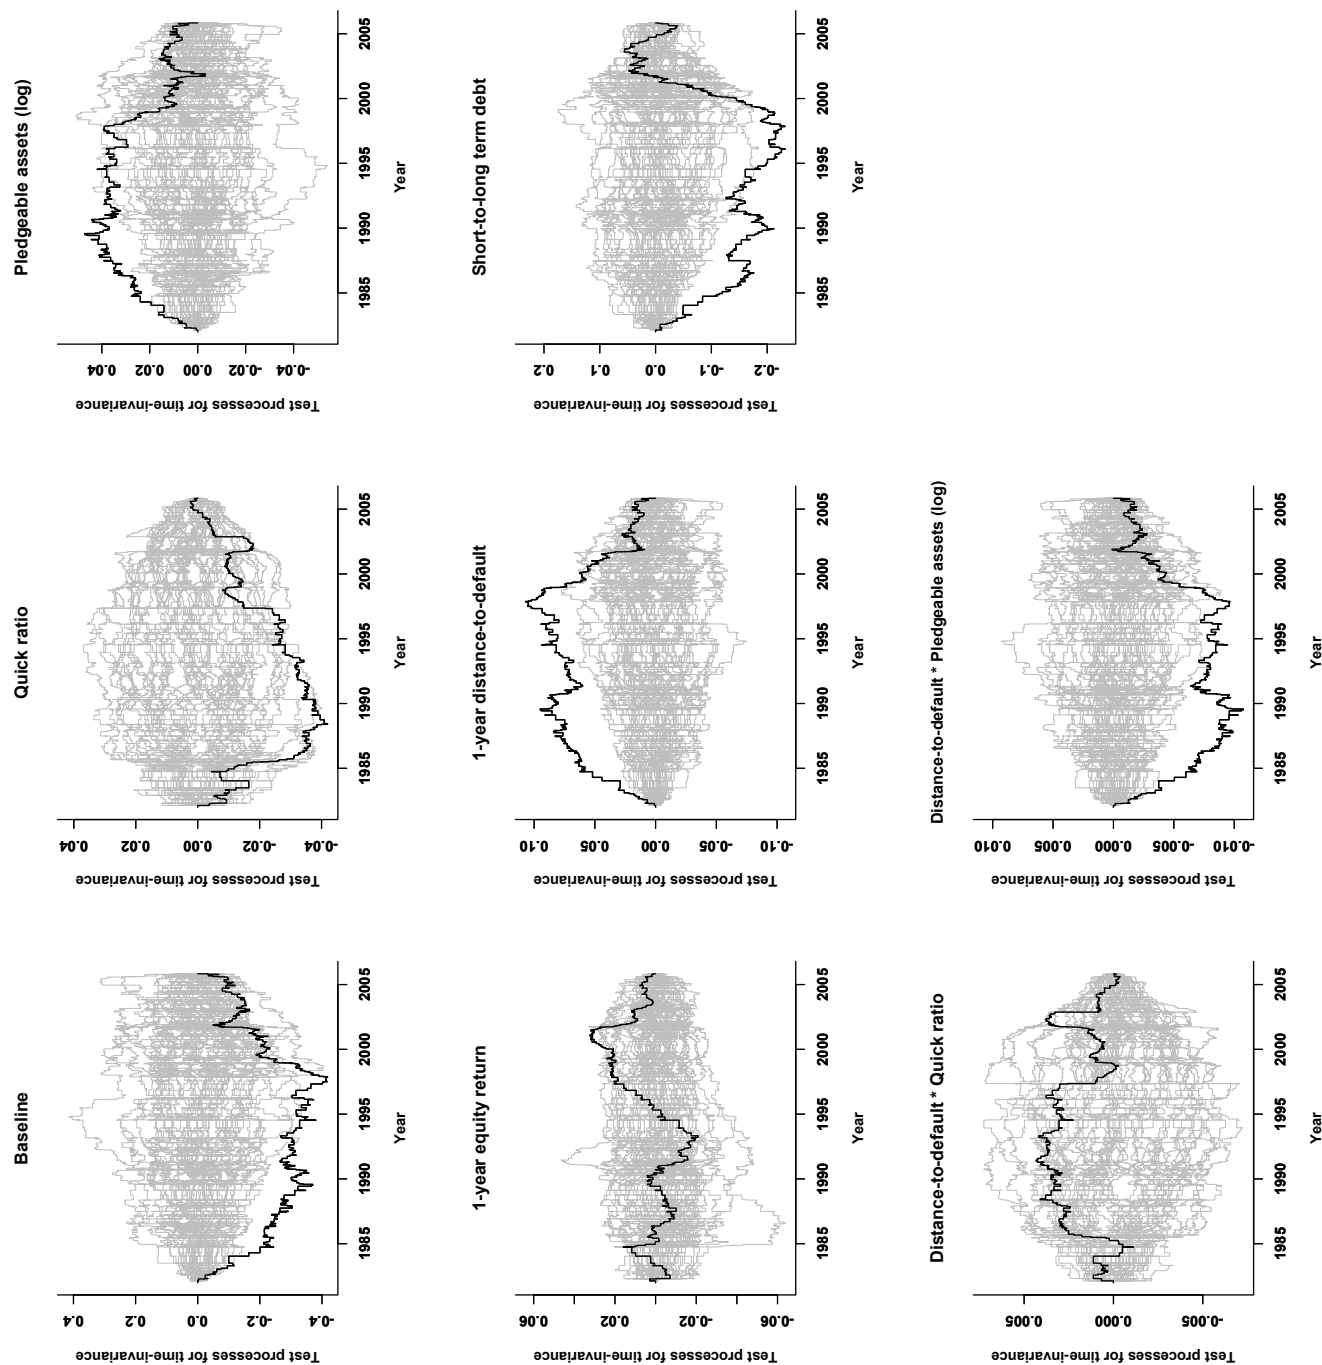 Baseline
Test processes for time-invariance
0.4
0.2
0.0
-0.2
-0.4
1985 1990 1995 2000 2005
Year
Quick ratio
Test processes for time-invariance
0.04
0.02
0.00
-0.02
-0.04
1985 1990 1995 2000 2005
Year
Pledgeable assets (log)
Test processes for time-invariance
0.04
0.02
0.00
-0.02
-0.04
1985 1990 1995 2000 2005
Year
1-year equity return
Test processes for time-invariance
0.06
0.02
-0.02
-0.06
1985 1990 1995 2000 2005
Year
1-year distance-to-default
Test processes for time-invariance
0.10
0.05
0.00
-0.05
-0.10
1985 1990 1995 2000 2005
Year
Short-to-long term debt
Test processes for time-invariance
0.2
0.1
0.0
-0.1
-0.2
1985 1990 1995 2000 2005
Year
Distance-to-default * Quick ratio
Test processes for time-invariance
0.005
0.000
-0.005
1985 1990 1995 2000 2005
Year
Distance-to-default * Pledgeable assets (log)
Test processes for time-invariance
0.010
0.005
0.000
-0.005
-0.010
1985 1990 1995 2000 2005
Year